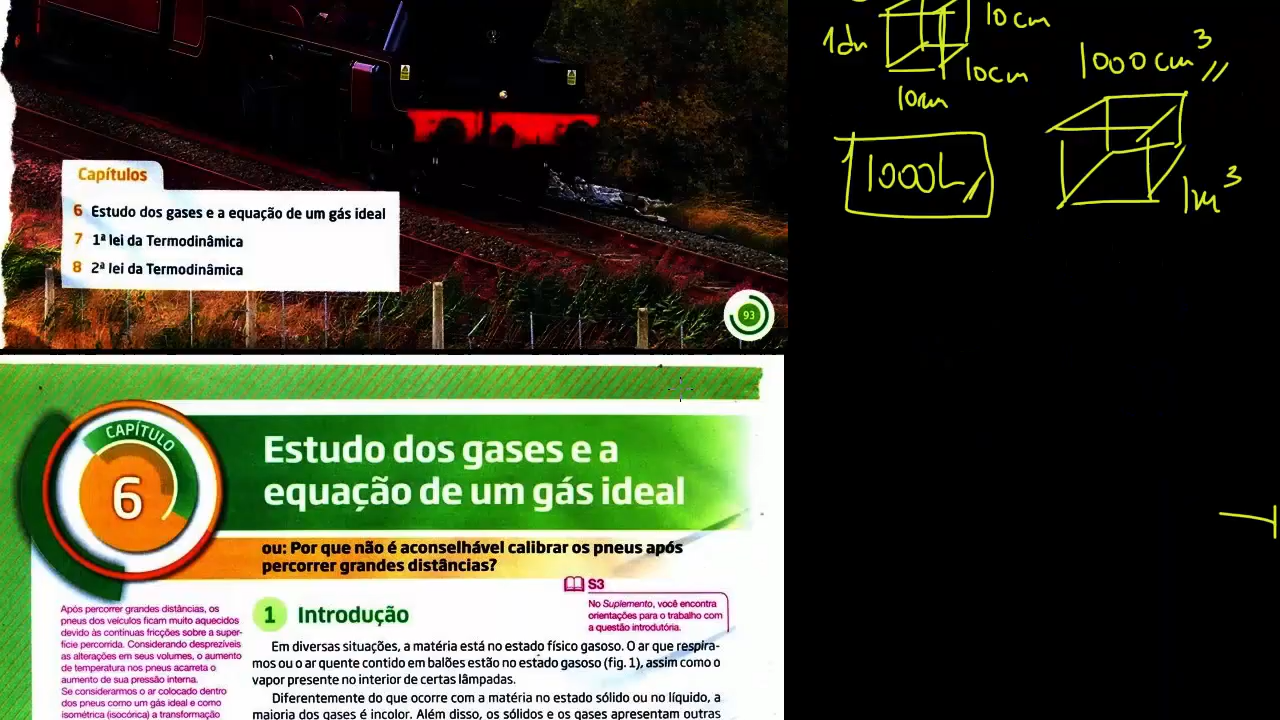 Capítulos
6 Estudo dos gases e a equação de um gás ideal
7 1ª lei da Termodinâmica
8 2ª lei da Termodinâmica
93
CAPÍTULO
6
Estudo dos gases e a
equação de um gás ideal
ou: Por que não é aconselhável calibrar os pneus após
percorrer grandes distâncias?
S3
No Suplemento, você encontra
orientações para o trabalho com
a questão introdutória.
Após percorrer grandes distâncias, os
pneus dos veículos ficam muito aquecidos
devido às contínuas fricções sobre a super-
fície percorrida. Considerando desprezíveis
as alterações em seus volumes, o aumento
de temperatura nos pneus acarreta o
aumento de sua pressão interna.
Se considerarmos o ar colocado dentro
dos pneus como um gás ideal e como
isométrica (isocórica) a transformação
1 Introdução
Em diversas situações, a matéria está no estado físico gasoso. O ar que respira-
mos ou o ar quente contido em balões estão no estado gasoso (fig. 1), assim como o
vapor presente no interior de certas lâmpadas.
Diferentemente do que ocorre com a matéria no estado sólido ou no líquido, a
maioria dos gases é incolor. Além disso, os sólidos e os gases apresentam outras
10cm
10cm
10cm
1000cm³
1000L
1m³